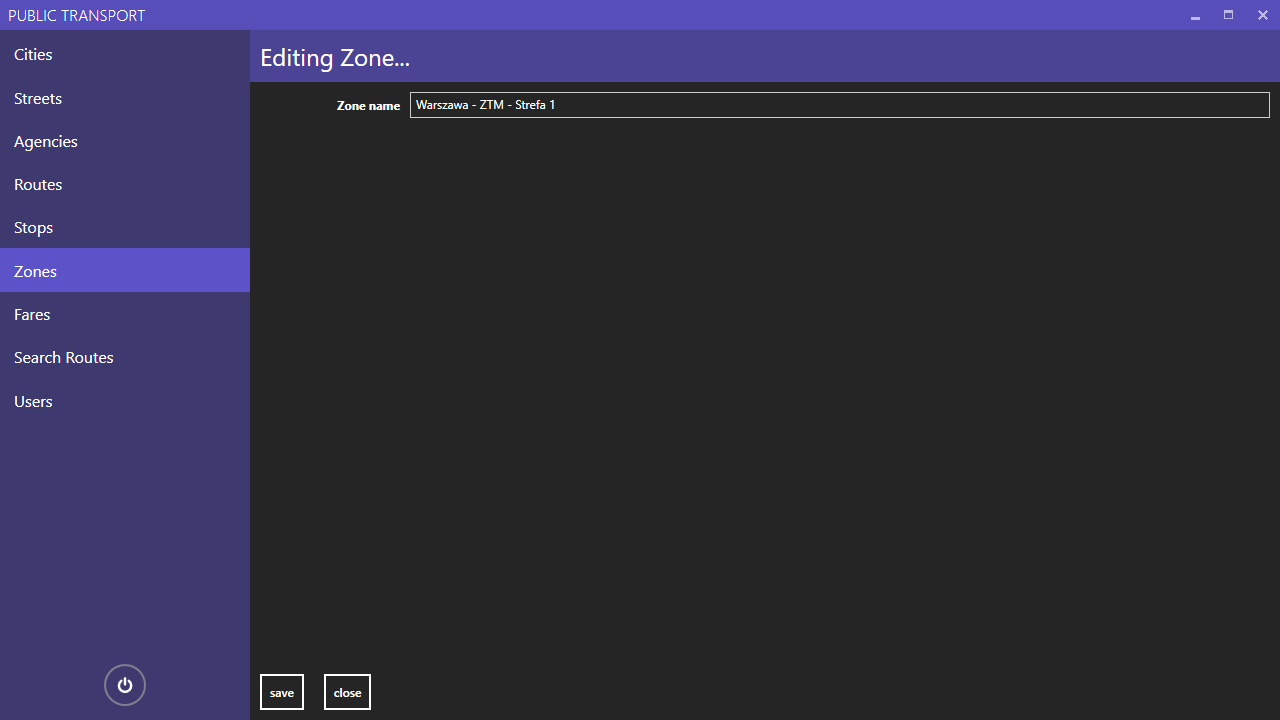 PUBLIC TRANSPORT
Cities
Streets
Agencies
Routes
Stops
Zones
Fares
Search Routes
Users
Editing Zone...
Zone name
Warszawa - ZTM - Strefa 1
save
close